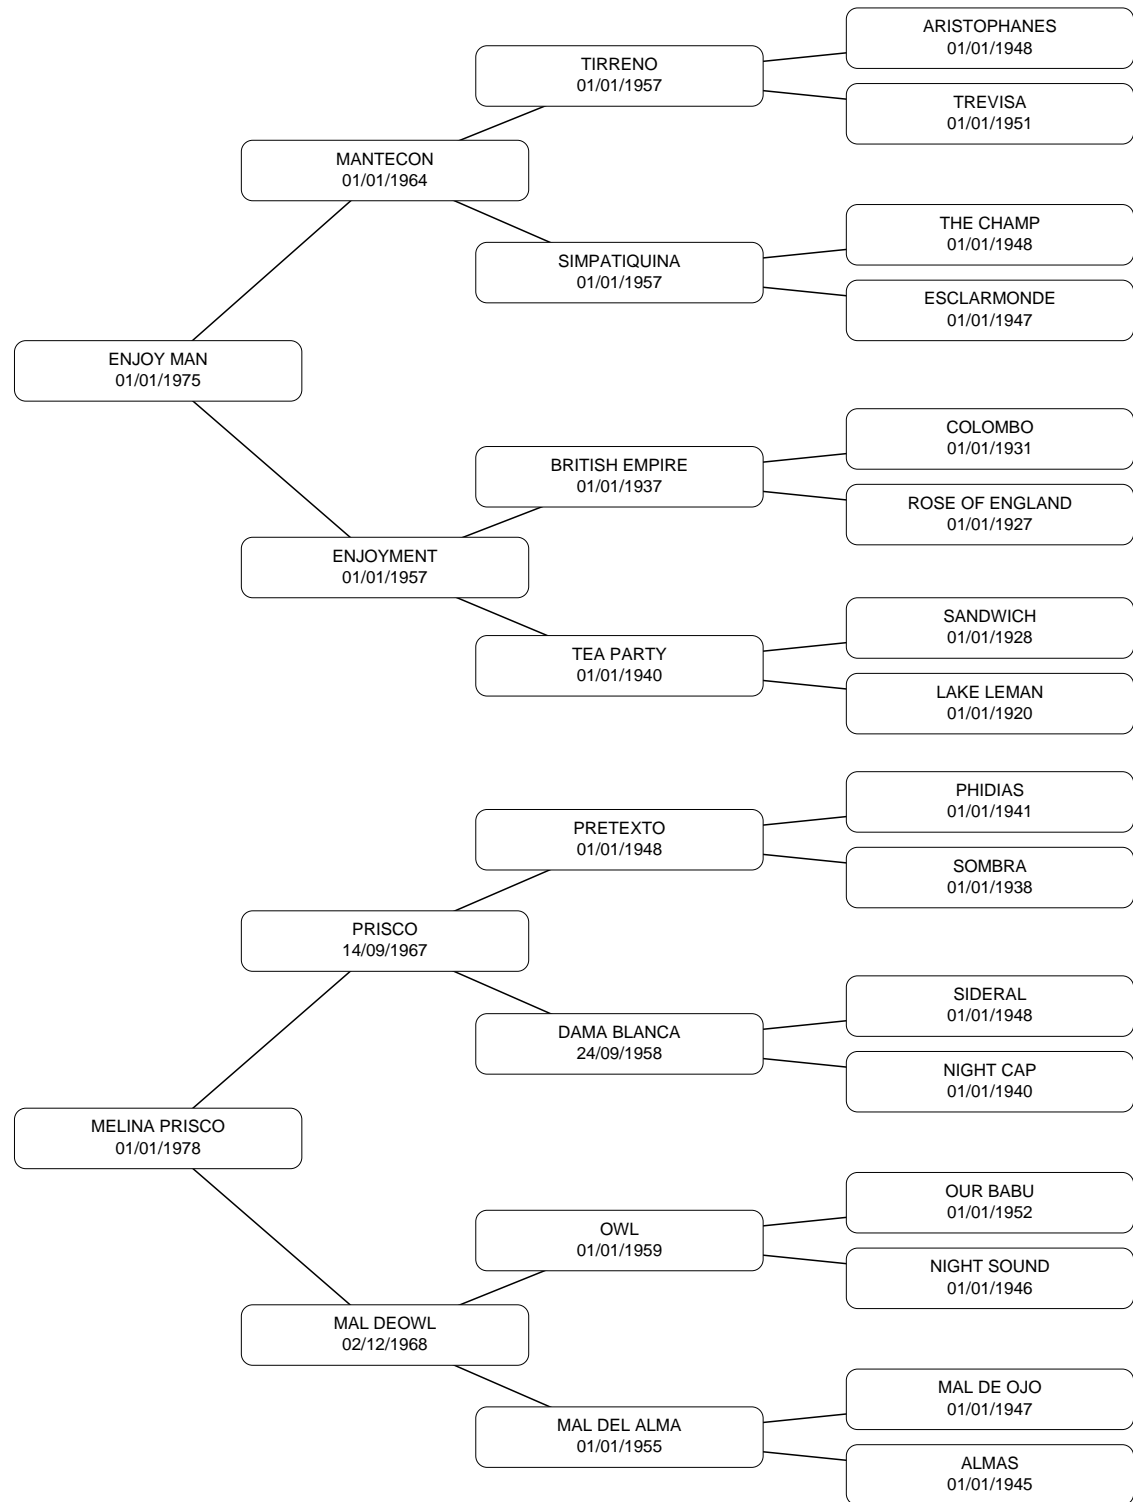 ARISTOPHANES
01/01/1948
TIRRENO
01/01/1957
TREVISA
01/01/1951
MANTECON
01/01/1964
THE CHAMP
01/01/1948
SIMPATIQUINA
01/01/1957
ESCLARMONDE
01/01/1947
ENJOY MAN
01/01/1975
COLOMBO
01/01/1931
BRITISH EMPIRE
01/01/1937
ROSE OF ENGLAND
01/01/1927
ENJOYMENT
01/01/1957
SANDWICH
01/01/1928
TEA PARTY
01/01/1940
LAKE LEMAN
01/01/1920
PHIDIAS
01/01/1941
PRETEXTO
01/01/1948
SOMBRA
01/01/1938
PRISCO
14/09/1967
SIDERAL
01/01/1948
DAMA BLANCA
24/09/1958
NIGHT CAP
01/01/1940
MELINA PRISCO
01/01/1978
OUR BABU
01/01/1952
OWL
01/01/1959
NIGHT SOUND
01/01/1946
MAL DEOWL
02/12/1968
MAL DE OJO
01/01/1947
MAL DEL ALMA
01/01/1955
ALMAS
01/01/1945